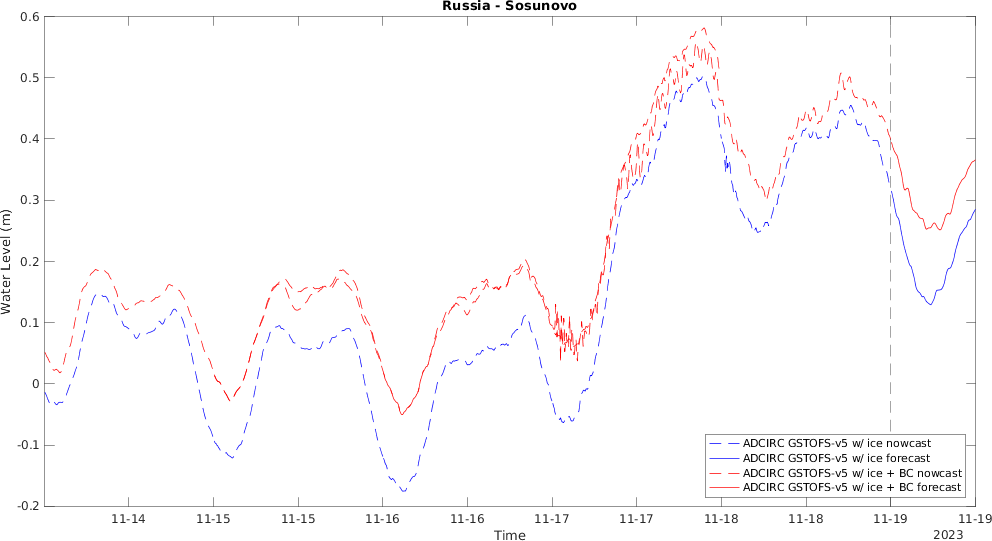 Russia - Sosunovo
Water Level (m)
0.6
0.5
0.4
0.3
0.2
0.1
0
-0.1
-0.2
11-14 11-15 11-15 11-16 11-16 11-17 11-17 11-18 11-18 11-19 11-19
Time
2023
ADCIRC GSTOFS-v5 w/ ice nowcast
ADCIRC GSTOFS-v5 w/ ice forecast
ADCIRC GSTOFS-v5 w/ ice + BC nowcast
ADCIRC GSTOFS-v5 w/ ice + BC forecast